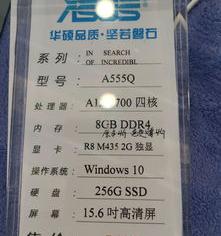 华硕品质·坚若磐石
系列： IN SEARCH OF INCREDIBL
型号： A555Q
处理器 700 四核
内存： 8GB DDR4
显卡： R8 M435 2G 独显
操作系统： Windows 10
硬盘： 256G SSD
屏幕： 15.6 吋高清屏